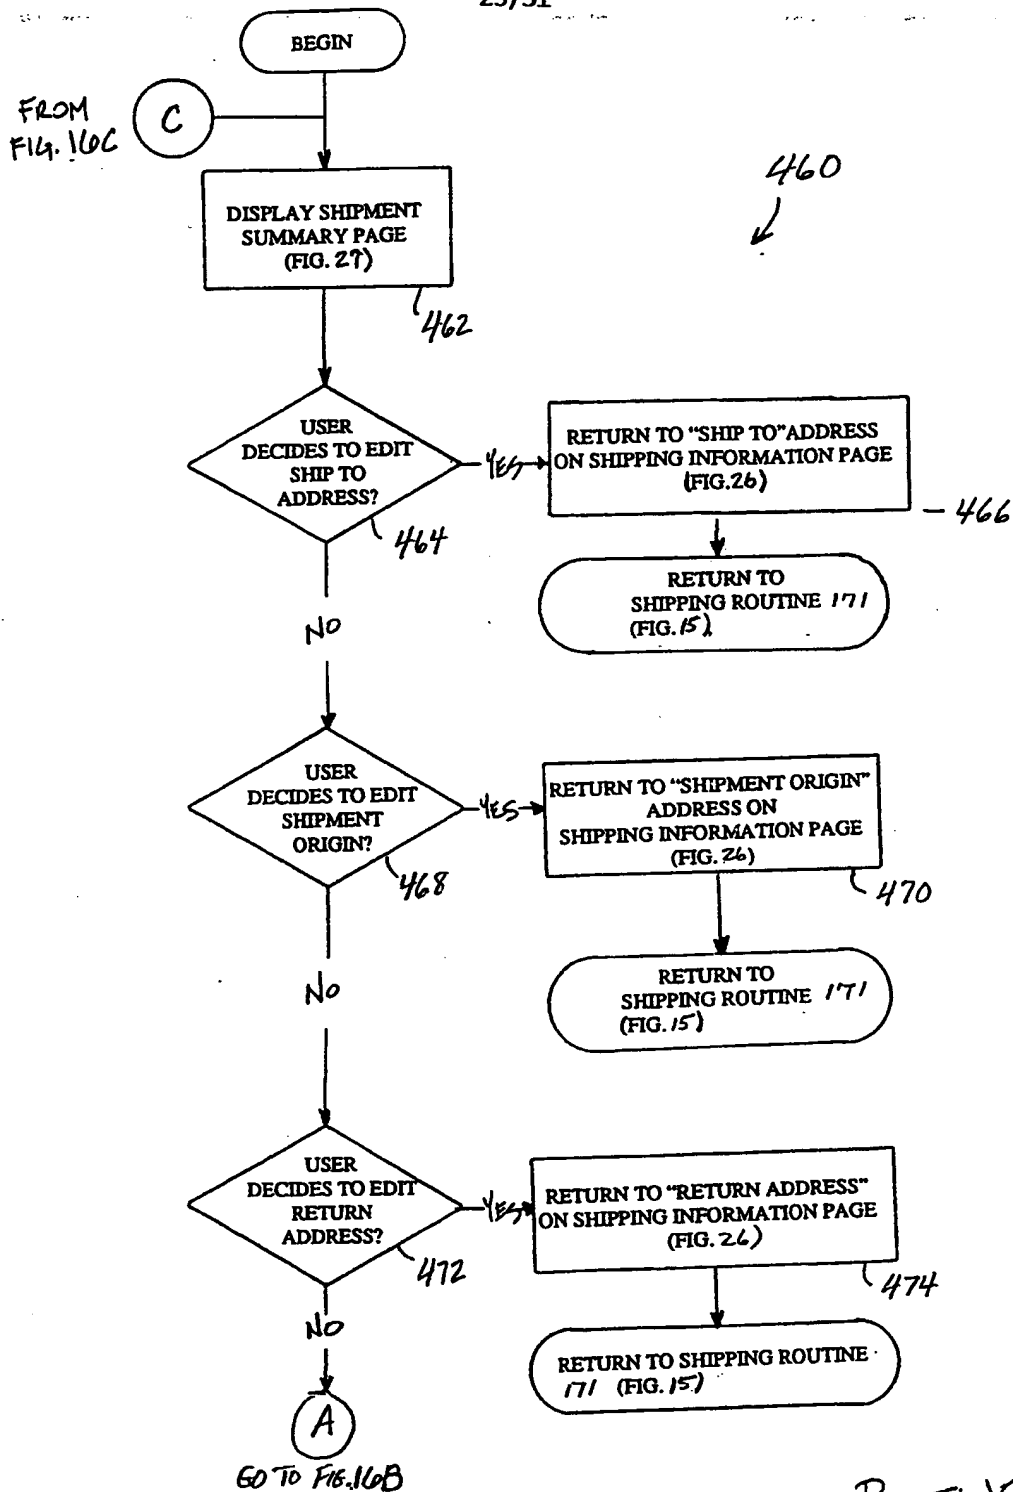 BEGIN
FROM
FIG. 16C
C
460
DISPLAY SHIPMENT
SUMMARY PAGE
(FIG. 27)
462
USER
DECIDES TO EDIT
SHIP TO
ADDRESS?
464
YES
RETURN TO "SHIP TO" ADDRESS
ON SHIPPING INFORMATION PAGE
(FIG. 26)
466
RETURN TO
SHIPPING ROUTINE 171
(FIG. 15)
NO
USER
DECIDES TO EDIT
SHIPMENT
ORIGIN?
468
YES
RETURN TO "SHIPMENT ORIGIN"
ADDRESS ON
SHIPPING INFORMATION PAGE
(FIG. 26)
470
RETURN TO
SHIPPING ROUTINE 171
(FIG. 15)
NO
USER
DECIDES TO EDIT
RETURN
ADDRESS?
472
YES
RETURN TO "RETURN ADDRESS"
ON SHIPPING INFORMATION PAGE
(FIG. 26)
474
RETURN TO SHIPPING ROUTINE
171 (FIG. 15)
NO
A
GO TO FIG. 16B